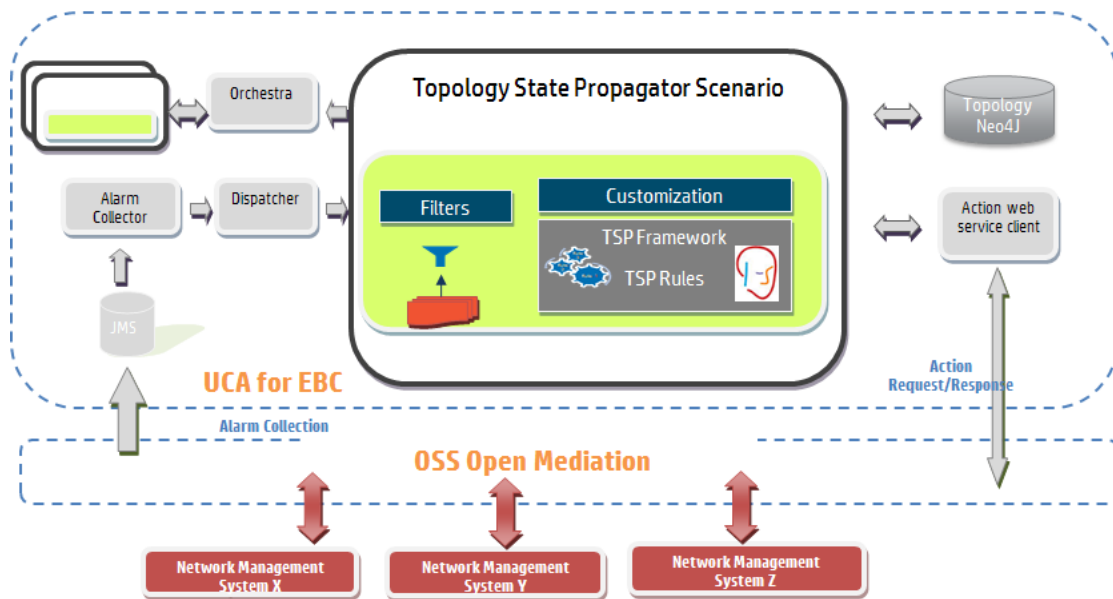 Topology State Propagator Scenario
Orchestra
Topology
Neo4J
Alarm
Collector
Dispatcher
Filters
Customization
TSP Framework
TSP Rules
Action web
service client
JMS
UCA for EBC
Action
Request/Response
Alarm Collection
OSS Open Mediation
Network Management
System X
Network Management
System Y
Network Management
System Z